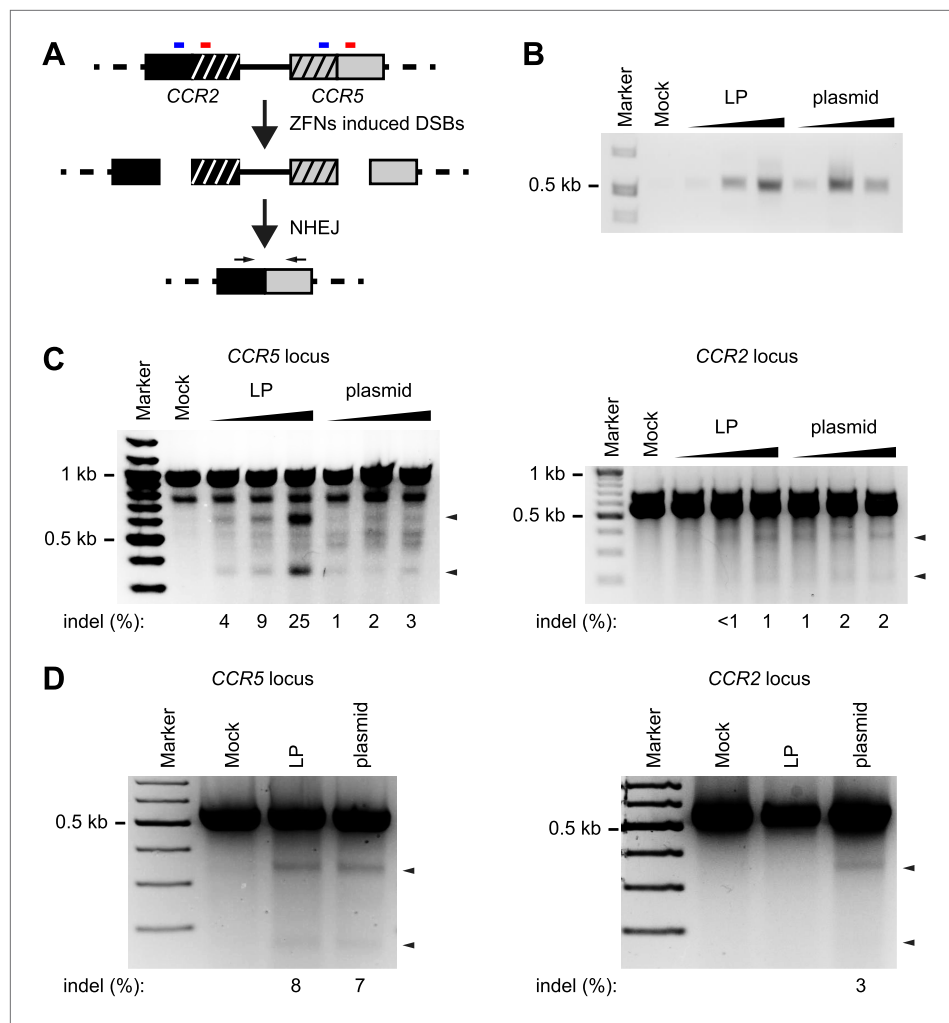 A
CCR2 CCR5
ZFNs induced DSBs
NHEJ
B
Marker Mock LP plasmid
0.5 kb
C
CCR5 locus
Marker Mock LP plasmid
1 kb
0.5 kb
indel (%): 4 9 25 1 2 3
CCR2 locus
Marker Mock LP plasmid
1 kb
0.5 kb
indel (%): <1 1 1 2 2
D
CCR5 locus
Marker Mock LP plasmid
0.5 kb
indel (%): 8 7
CCR2 locus
Marker Mock LP plasmid
0.5 kb
indel (%): 3